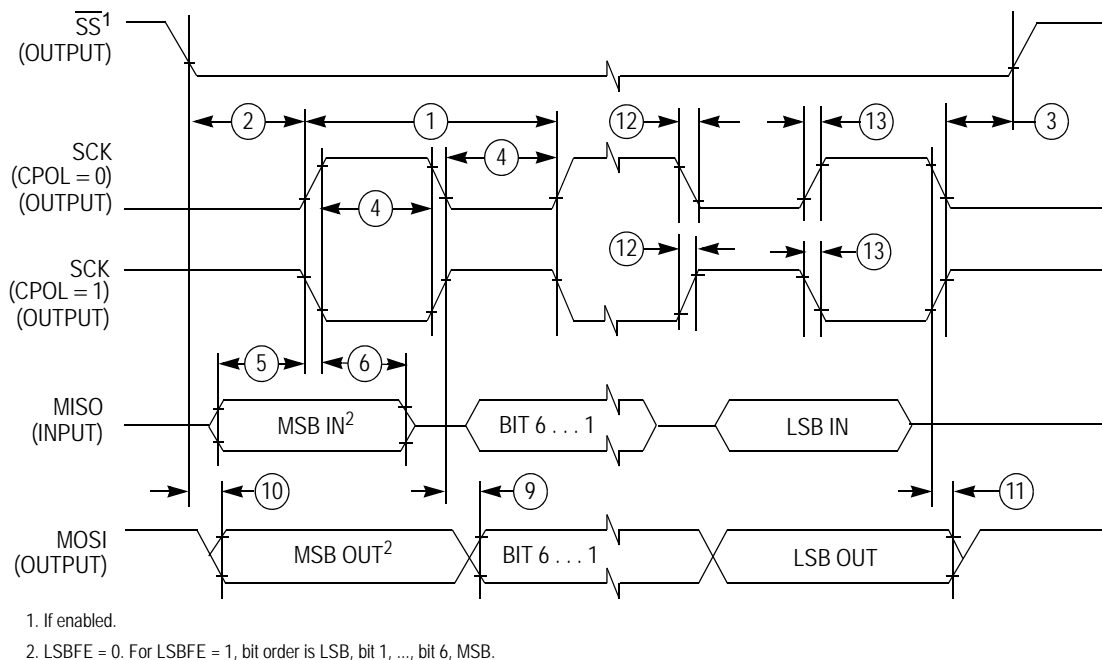 SS¹
(OUTPUT)
2
1
12
13
3
SCK
(CPOL = 0)
(OUTPUT)
4
4
SCK
(CPOL = 1)
(OUTPUT)
12
13
5
6
MISO
(INPUT)
MSB IN²
BIT 6 . . . 1
LSB IN
10
9
11
MOSI
(OUTPUT)
MSB OUT²
BIT 6 . . . 1
LSB OUT
1. If enabled.
2. LSBFE = 0. For LSBFE = 1, bit order is LSB, bit 1, ..., bit 6, MSB.